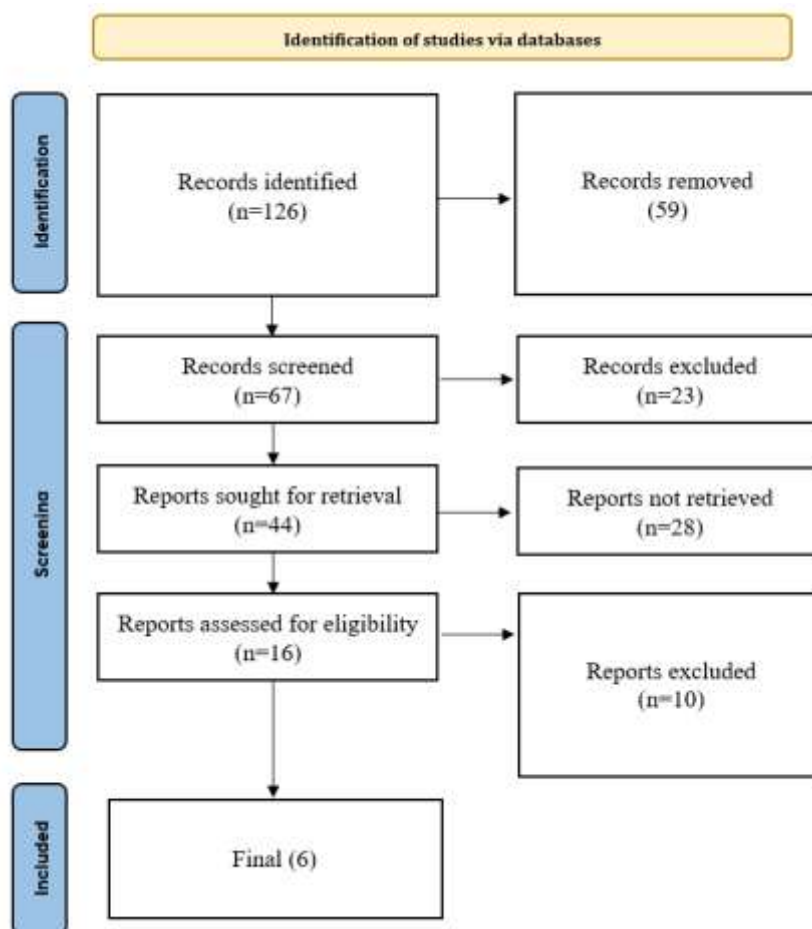 Identification of studies via databases
Identification
Records identified
(n=126)
Records removed
(59)
Screening
Records screened
(n=67)
Records excluded
(n=23)
Reports sought for retrieval
(n=44)
Reports not retrieved
(n=28)
Reports assessed for eligibility
(n=16)
Reports excluded
(n=10)
Included
Final (6)